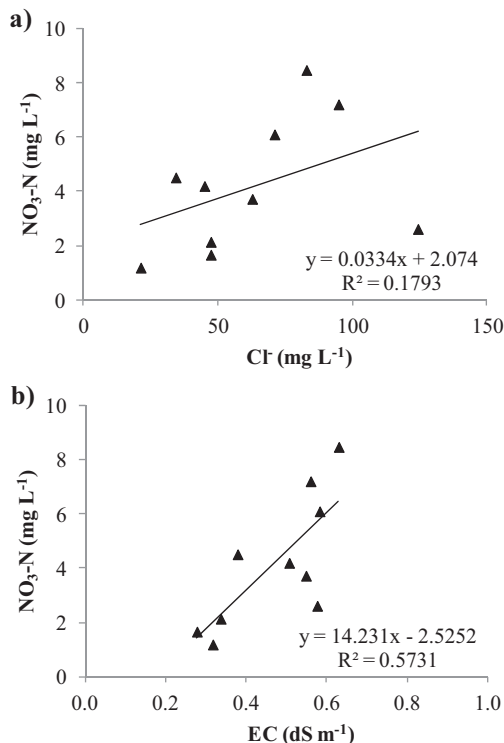 a)
10
8
6
4
2
0
NO₃-N (mg L⁻¹)
y = 0.0334x + 2.074
R² = 0.1793
0 50 100 150
Cl⁻ (mg L⁻¹)
b)
10
8
6
4
2
0
NO₃-N (mg L⁻¹)
y = 14.231x - 2.5252
R² = 0.5731
0.0 0.2 0.4 0.6 0.8 1.0
EC (dS m⁻¹)